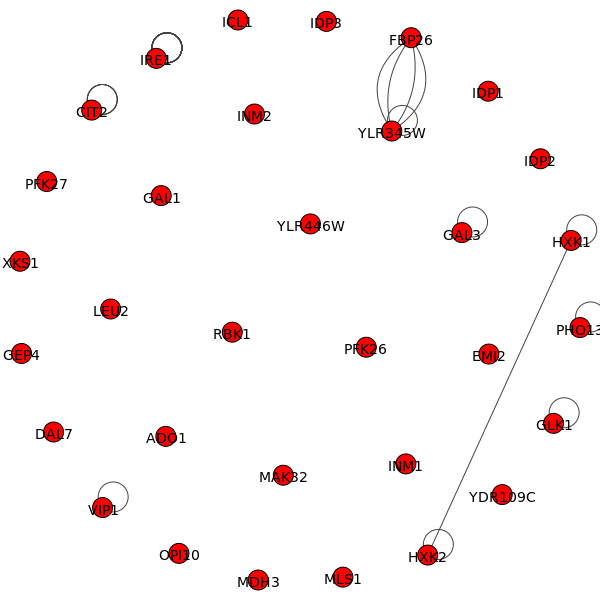 ICL1
IDP3
FBP26
IRE1
IDP1
CIT2
INM2
YLR345W
IDP2
PFK27
GAL1
YLR446W
GAL3
HXK1
XKS1
LEU2
RBK1
PHO13
GEP4
PFK26
EMI2
GLK1
DAL7
ADO1
INM1
MAK32
YDR109C
VIP1
OPI10
HXK2
MDH3
MLS1